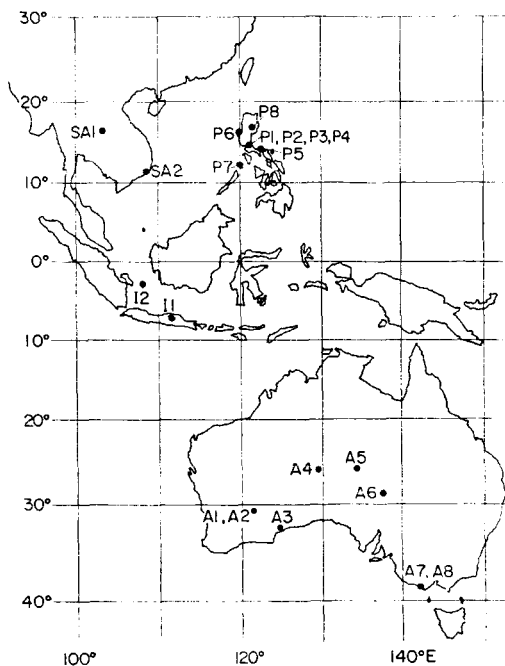 30°
20°
P8
P6
P1, P2, P3, P4
SA1
P5
SA2
P7
10°
0°
I2
I1
10°
20°
A4
A5
A6
30°
A1, A2
A3
A7, A8
40°
100°
120°
140°E